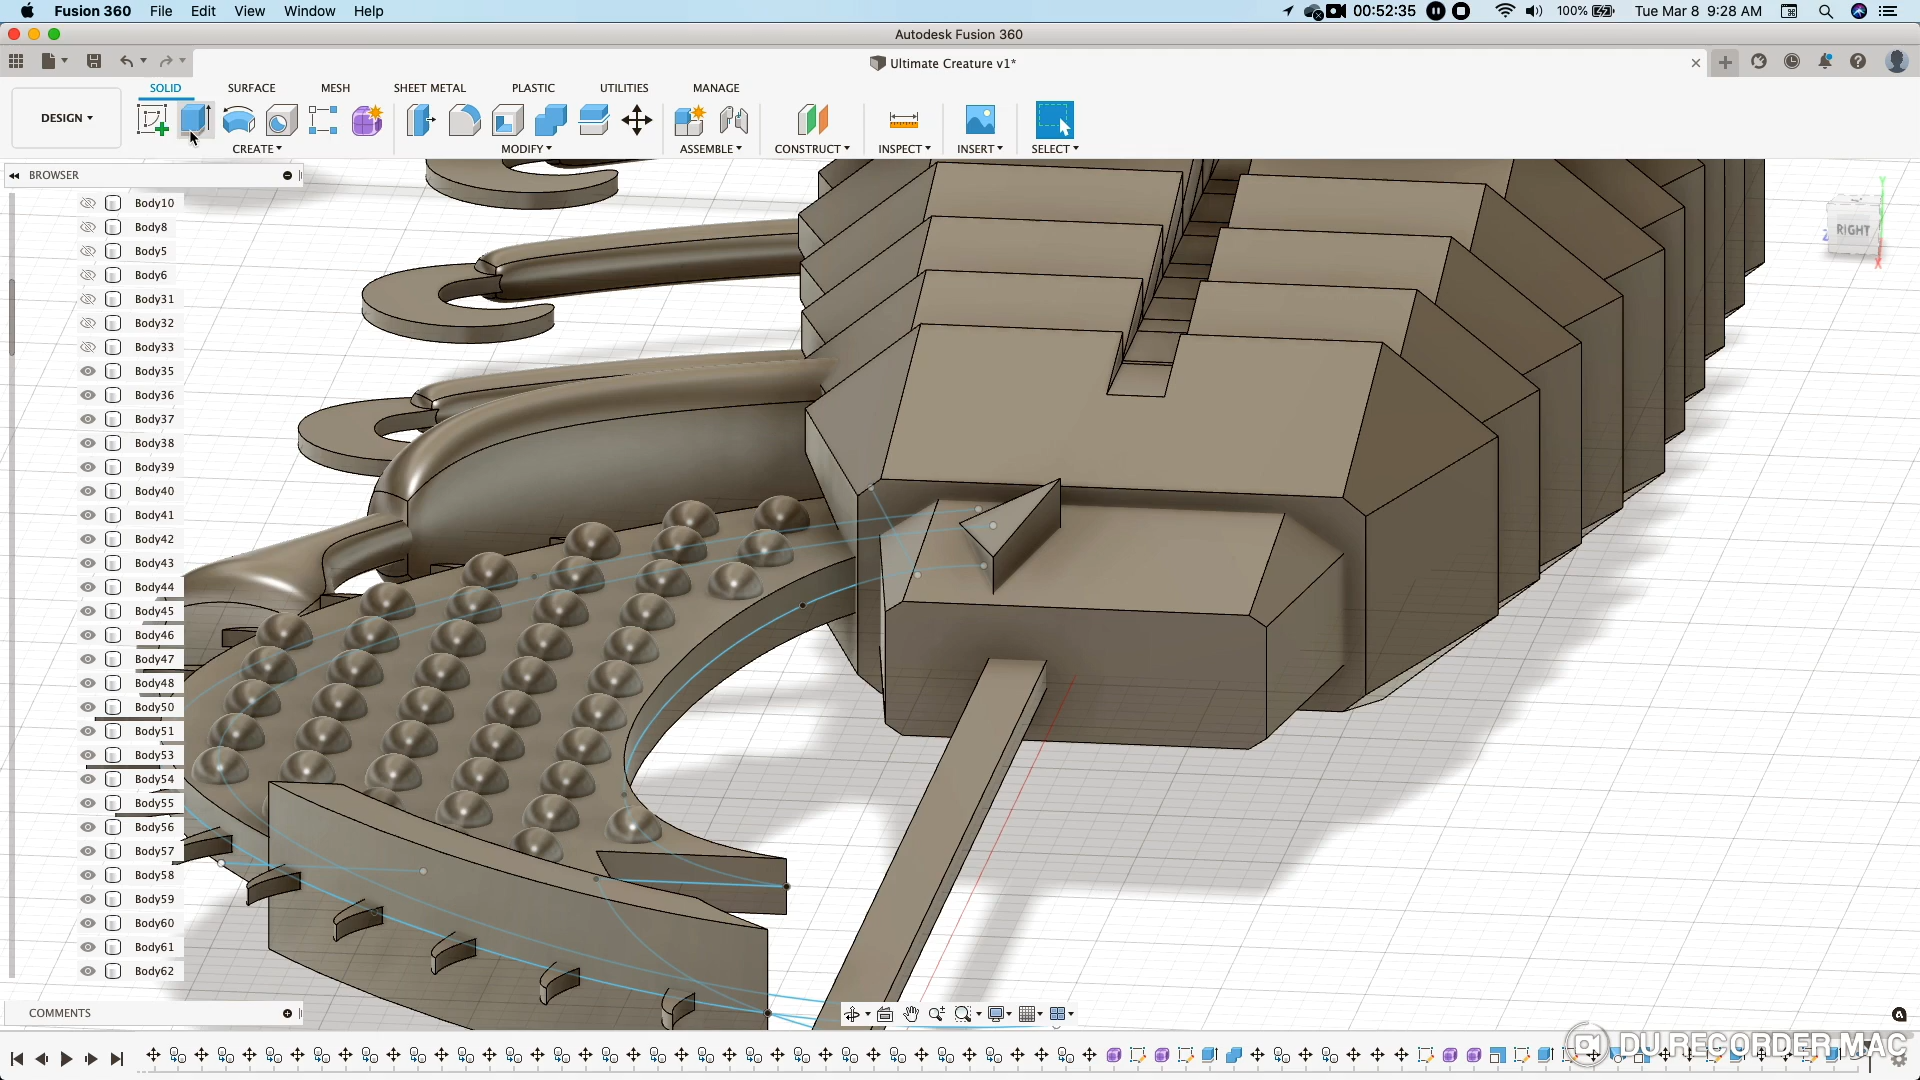 Fusion 360 File Edit View Window Help 00:52:35 100% Tue Mar 8 9:28 AM
Autodesk Fusion 360
Ultimate Creature v1*
SOLID SURFACE MESH SHEET METAL PLASTIC UTILITIES MANAGE
DESIGN
CREATE MODIFY ASSEMBLE CONSTRUCT INSPECT INSERT SELECT
BROWSER
Body10
Body8
Body5
Body6
Body31
Body32
Body33
Body35
Body36
Body37
Body38
Body39
Body40
Body41
Body42
Body43
Body44
Body45
Body46
Body47
Body48
Body50
Body51
Body53
Body54
Body55
Body56
Body57
Body58
Body59
Body60
Body61
Body62
Y
Z RIGHT
X
COMMENTS
DU RECORDER MAC